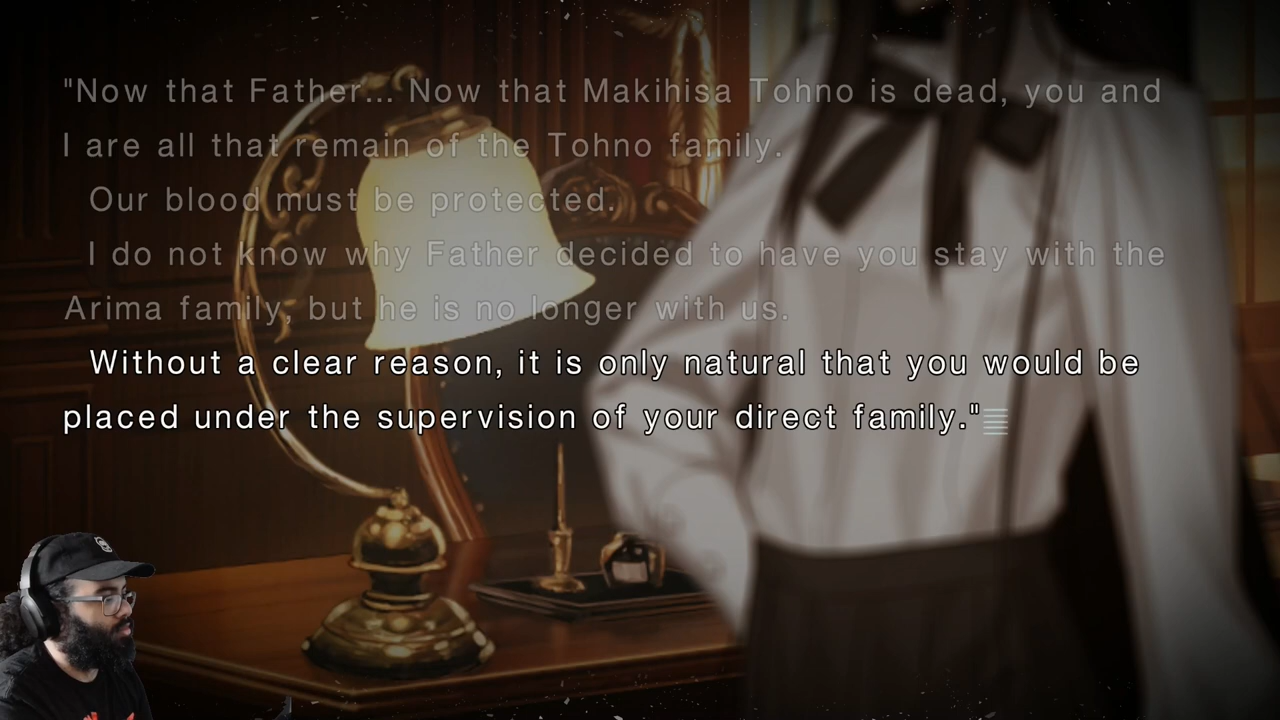 "Now that Father... Now that Makihisa Tohno is dead, you and
I are all that remain of the Tohno family.
Our blood must be protected.
I do not know why Father decided to have you stay with the
Arima family, but he is no longer with us.
Without a clear reason, it is only natural that you would be
placed under the supervision of your direct family."